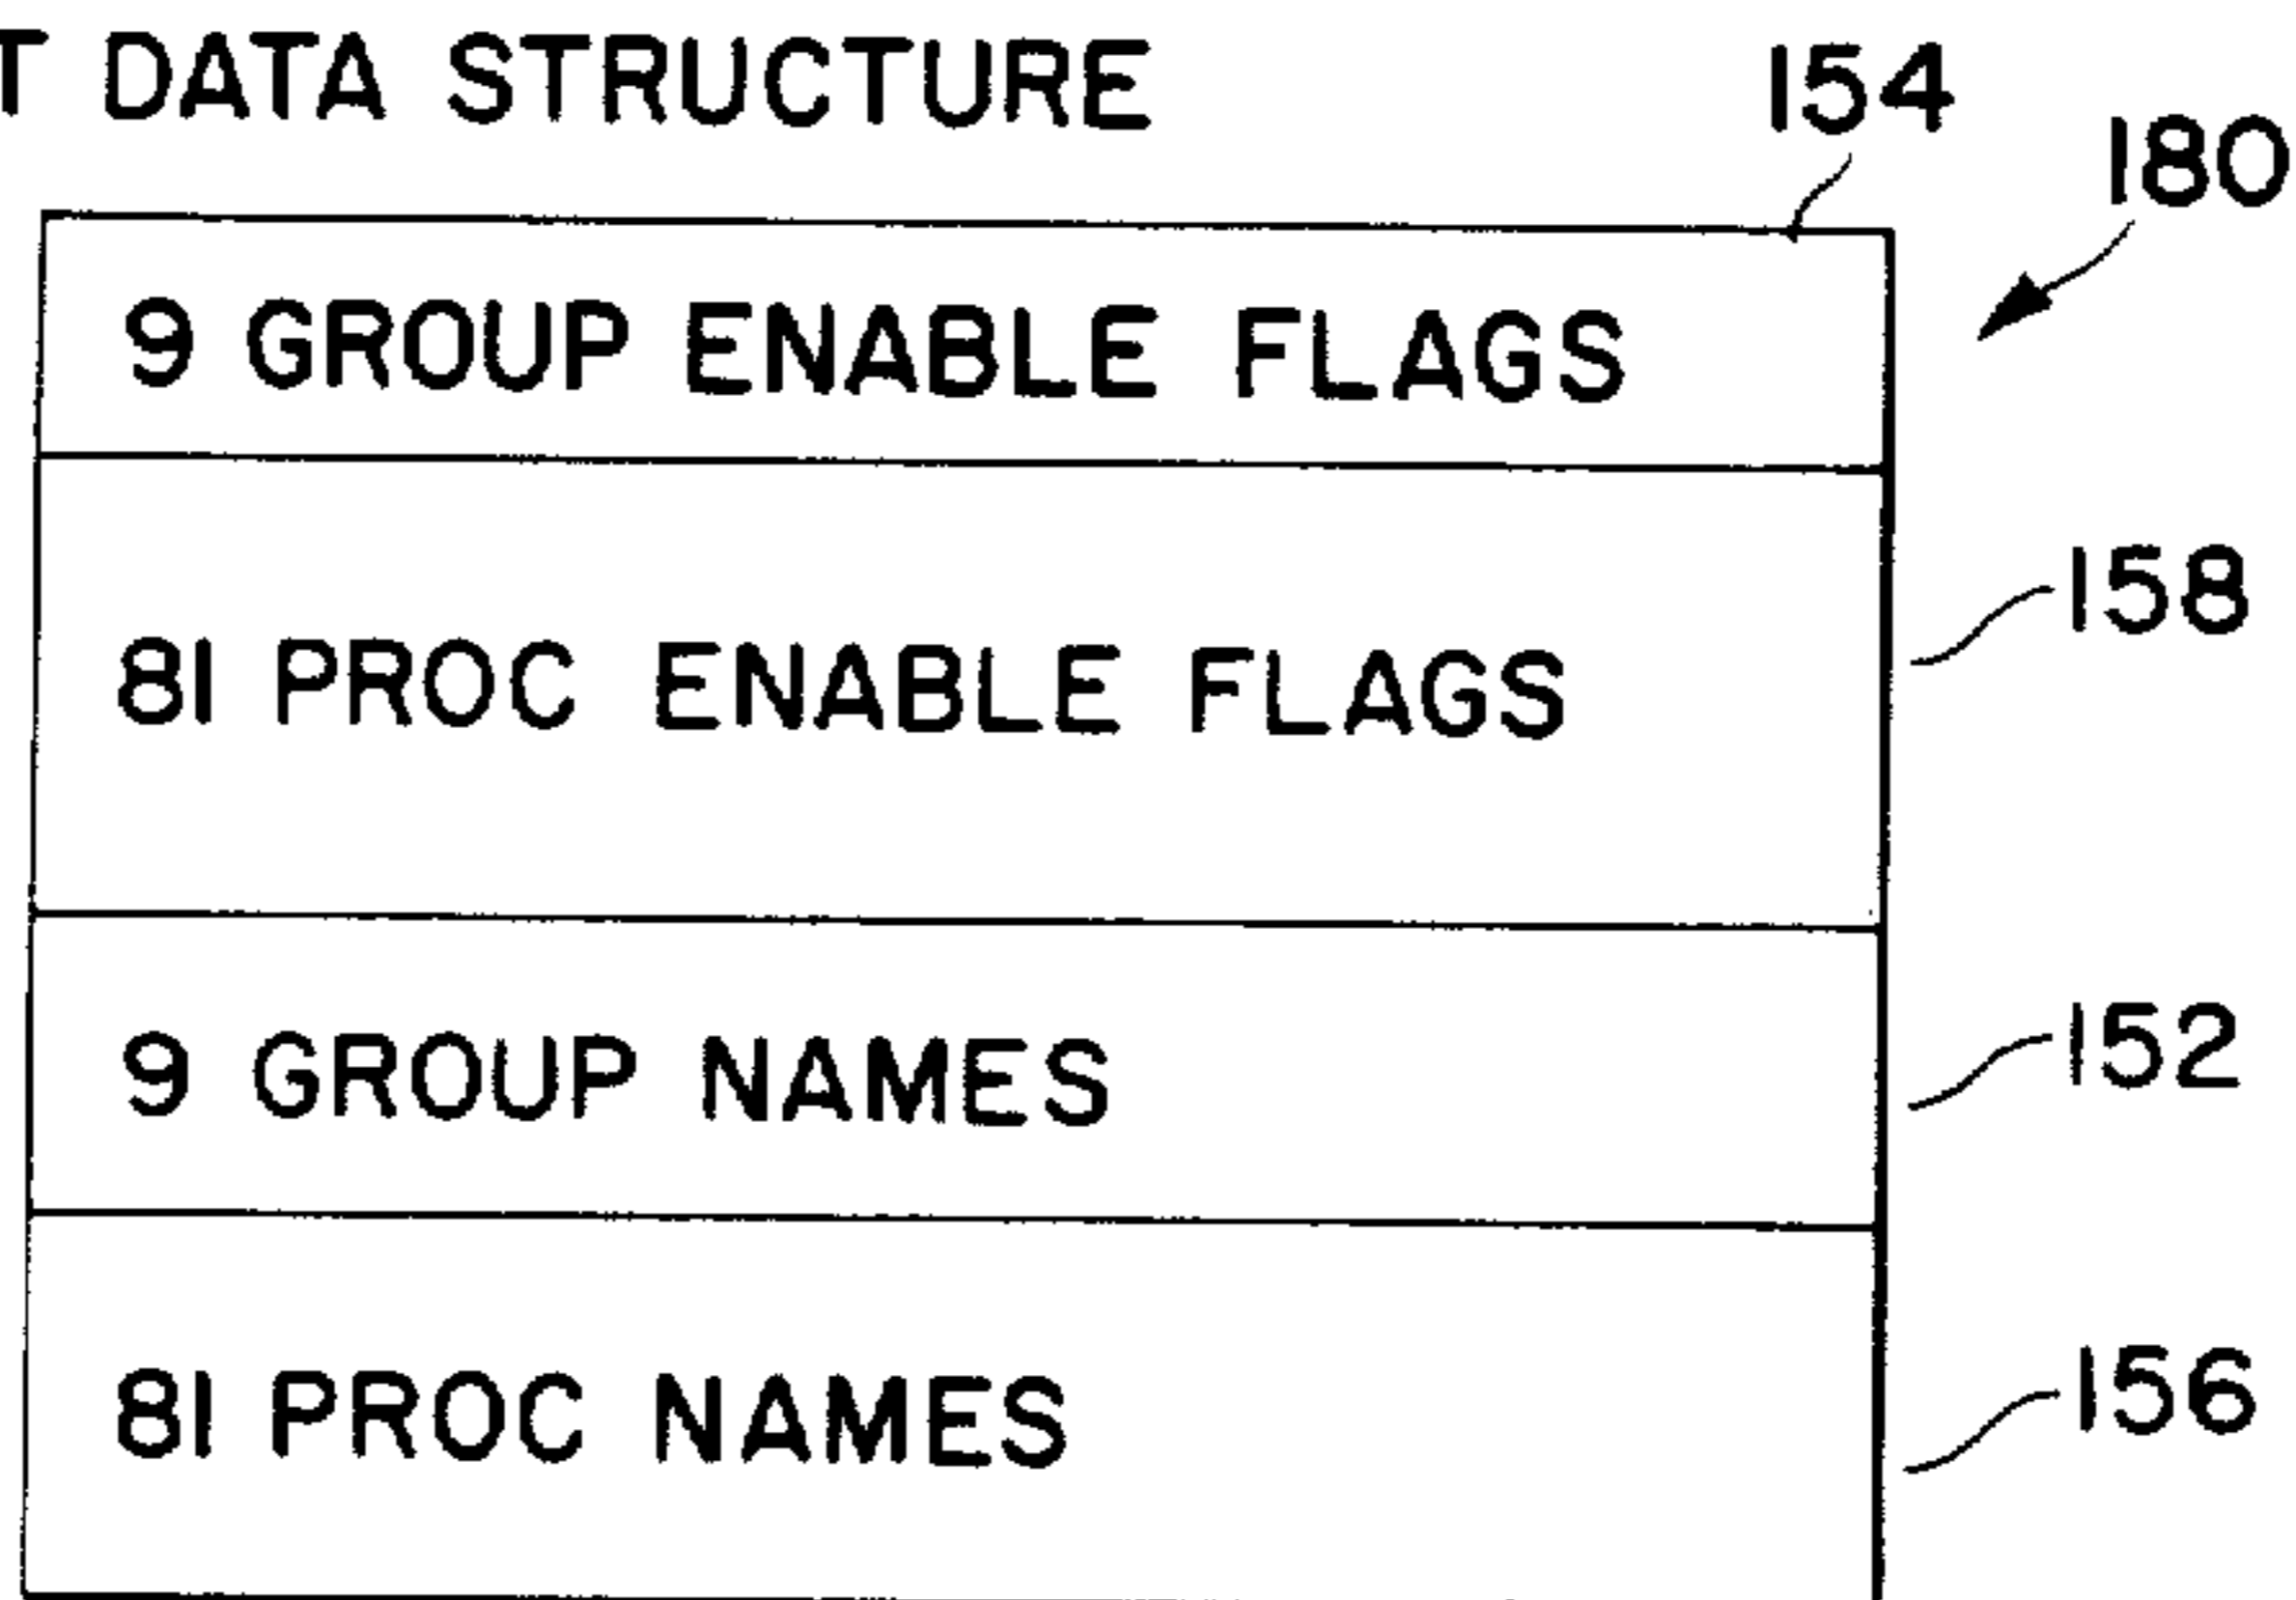 T DATA STRUCTURE
154
180
9 GROUP ENABLE FLAGS
81 PROC ENABLE FLAGS
158
9 GROUP NAMES
152
81 PROC NAMES
156